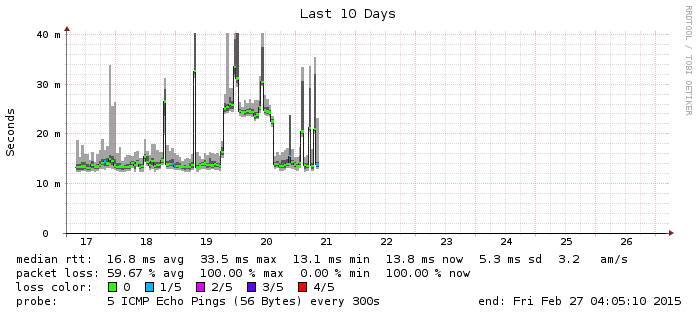 Last 10 Days
RRDTOOL / TOBI OETIKER
Seconds
40 m
30 m
20 m
10 m
0
17 18 19 20 21 22 23 24 25 26
median rtt: 16.8 ms avg 33.5 ms max 13.1 ms min 13.8 ms now 5.3 ms sd 3.2 am/s
packet loss: 59.67 % avg 100.00 % max 0.00 % min 100.00 % now
loss color: 0 1/5 2/5 3/5 4/5
probe: 5 ICMP Echo Pings (56 Bytes) every 300s end: Fri Feb 27 04:05:10 2015